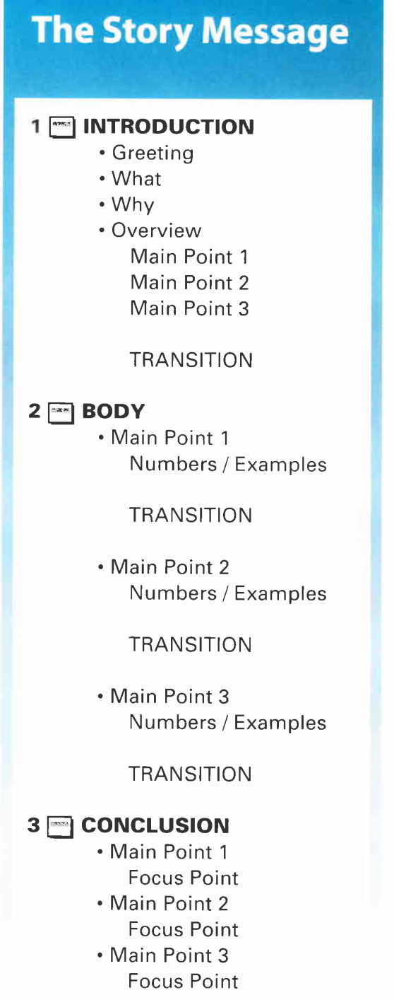 The Story Message
1 INTRODUCTION
• Greeting
• What
• Why
• Overview
Main Point 1
Main Point 2
Main Point 3
TRANSITION
2 BODY
• Main Point 1
Numbers / Examples
TRANSITION
• Main Point 2
Numbers / Examples
TRANSITION
• Main Point 3
Numbers / Examples
TRANSITION
3 CONCLUSION
• Main Point 1
Focus Point
• Main Point 2
Focus Point
• Main Point 3
Focus Point